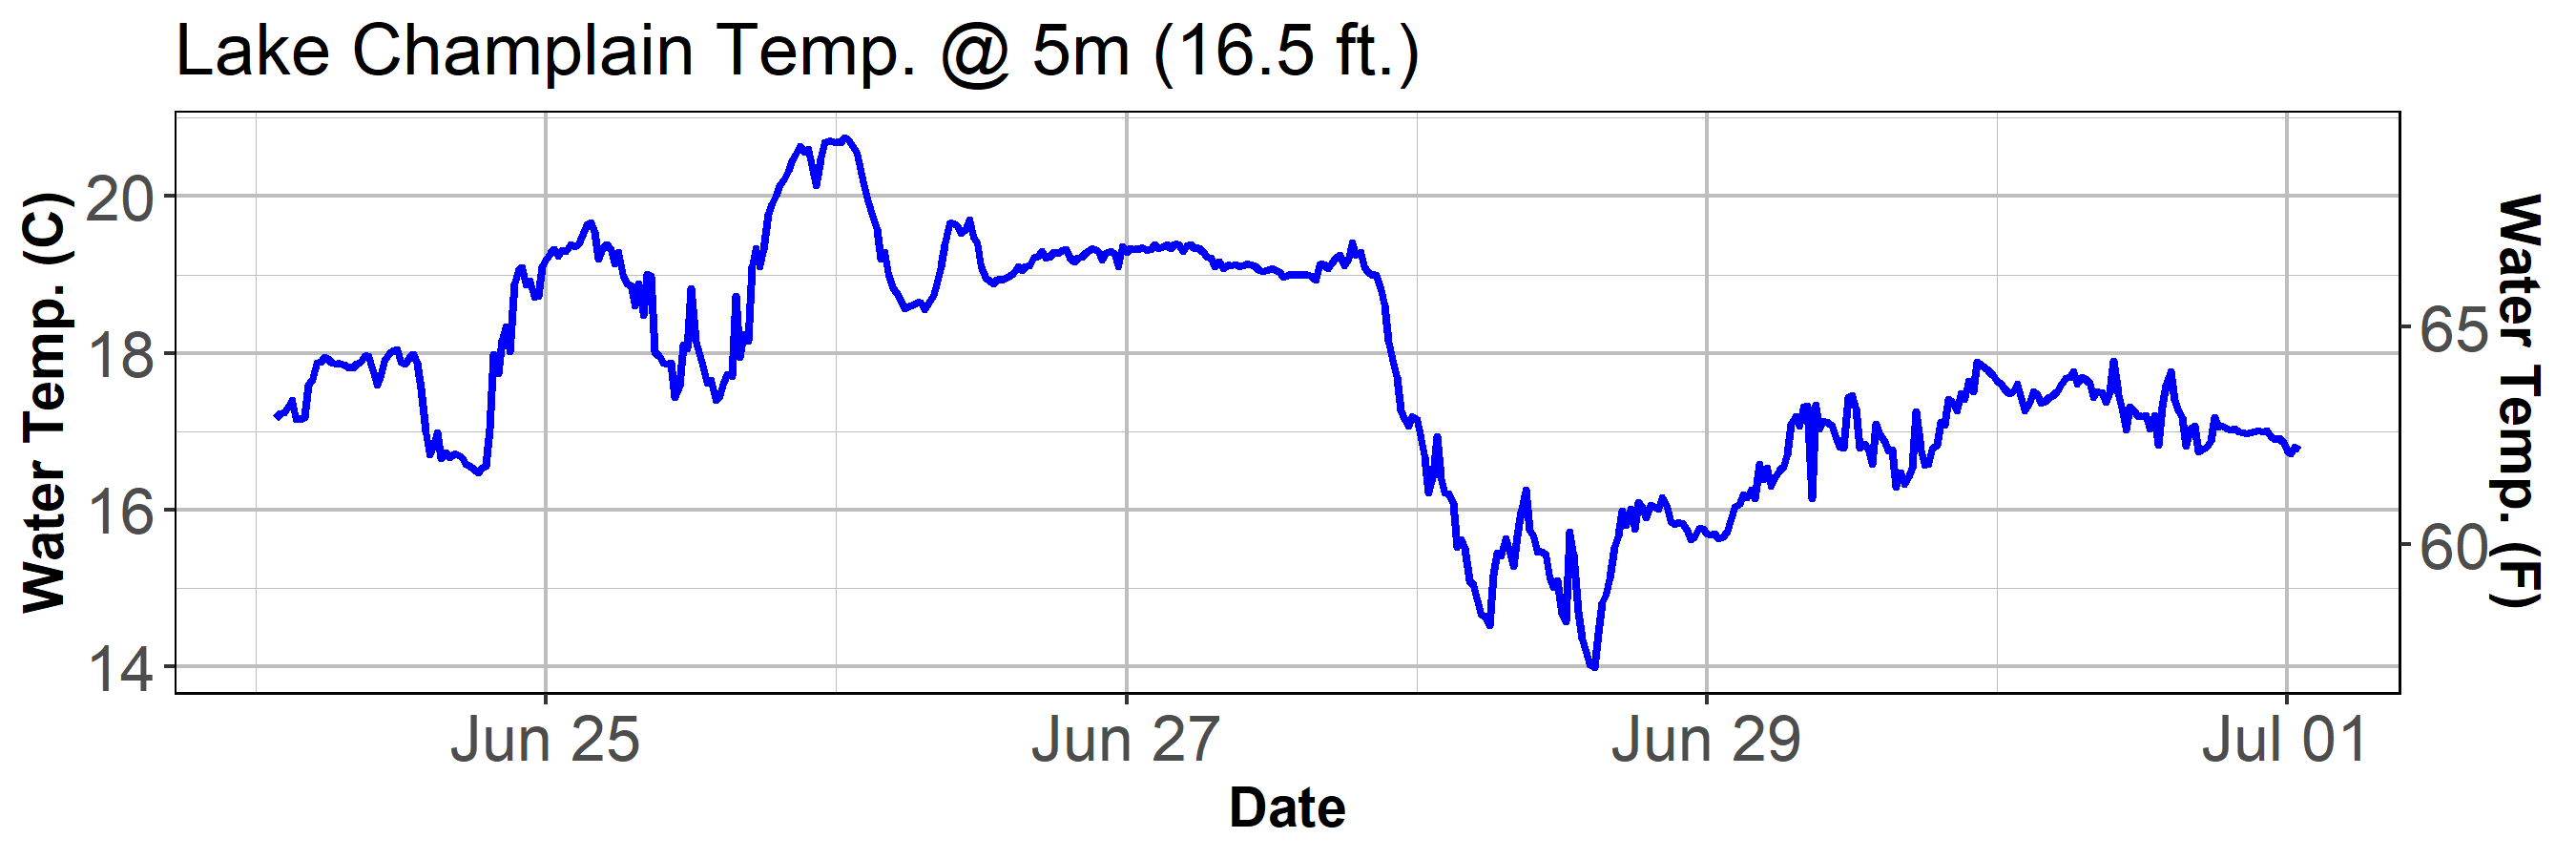 Lake Champlain Temp. @ 5m (16.5 ft.)
Water Temp. (C)
20
18
16
14
65
60
Water Temp. (F)
Jun 25
Jun 27
Jun 29
Jul 01
Date